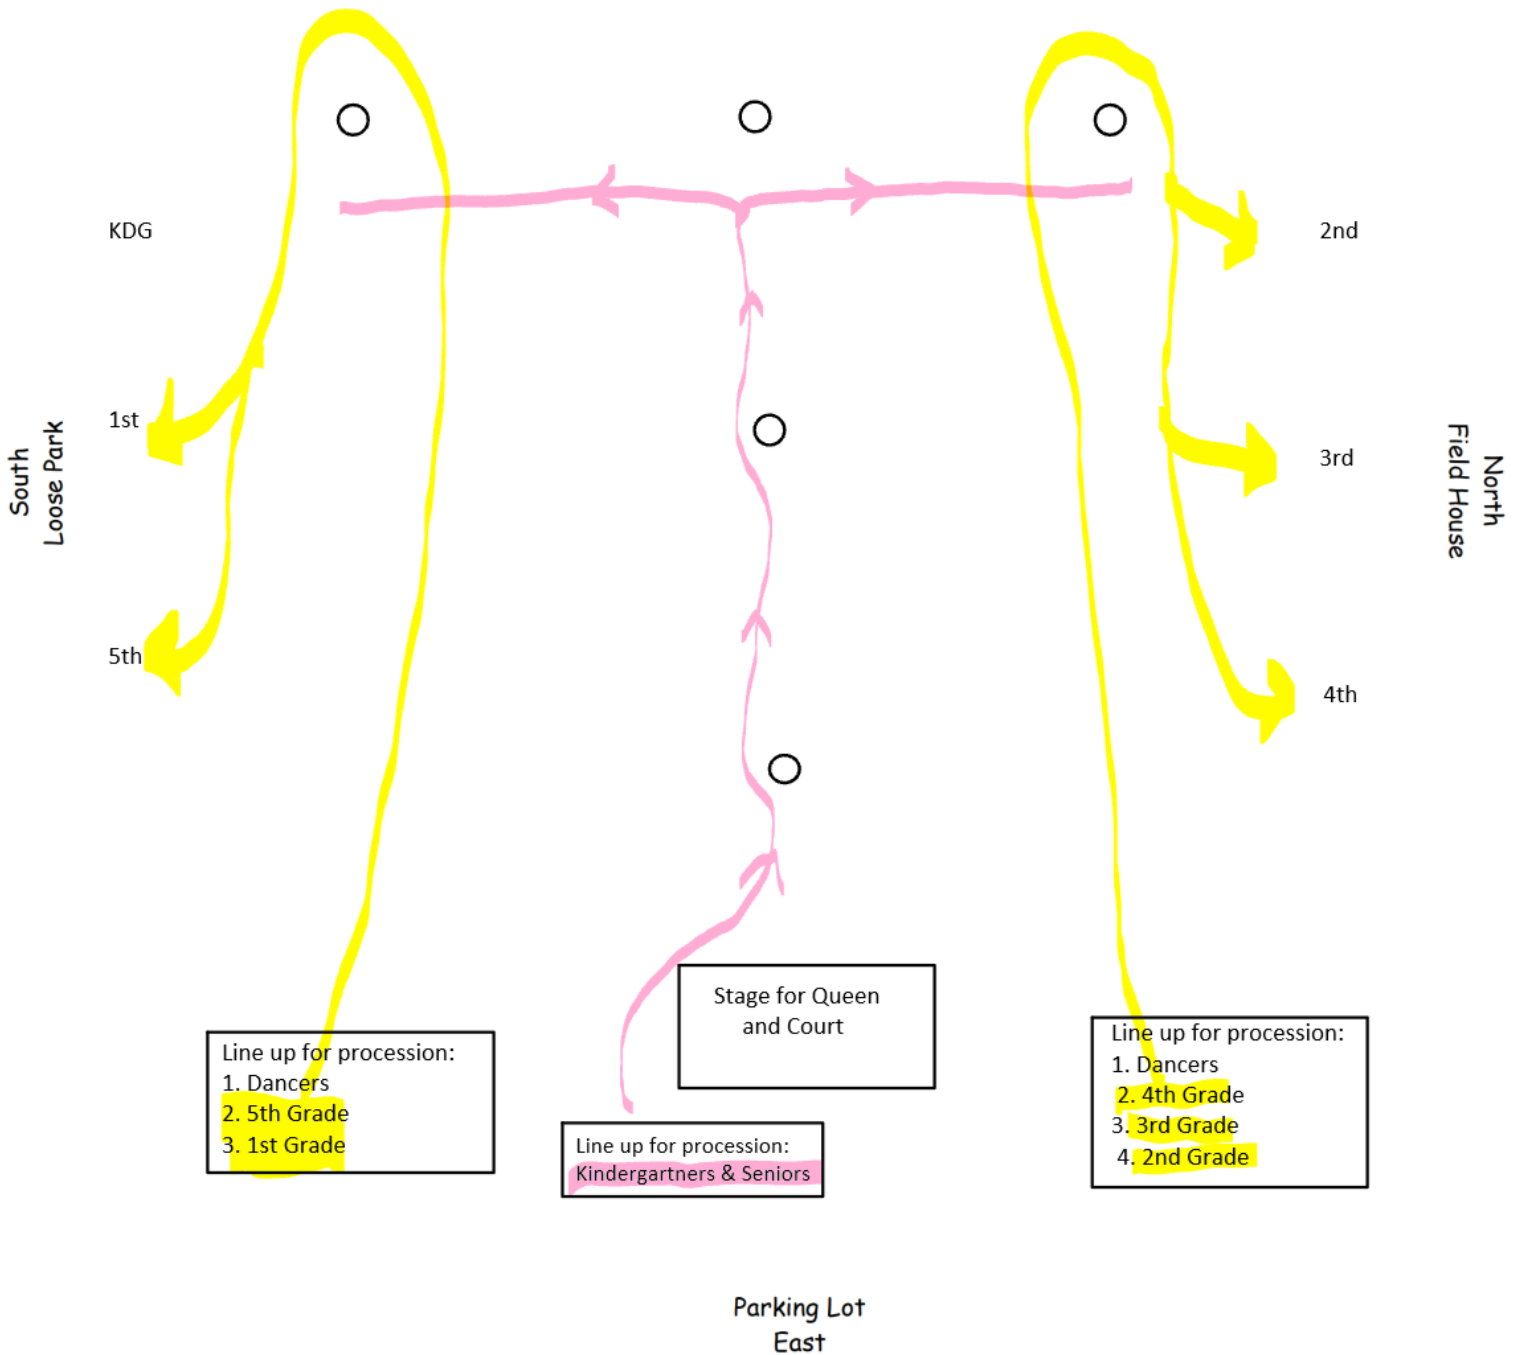 KDG
2nd
1st
3rd
South
Loose Park
North
Field House
5th
4th
Stage for Queen
and Court
Line up for procession:
1. Dancers
2. 5th Grade
3. 1st Grade
Line up for procession:
Kindergartners & Seniors
Line up for procession:
1. Dancers
2. 4th Grade
3. 3rd Grade
4. 2nd Grade
Parking Lot
East